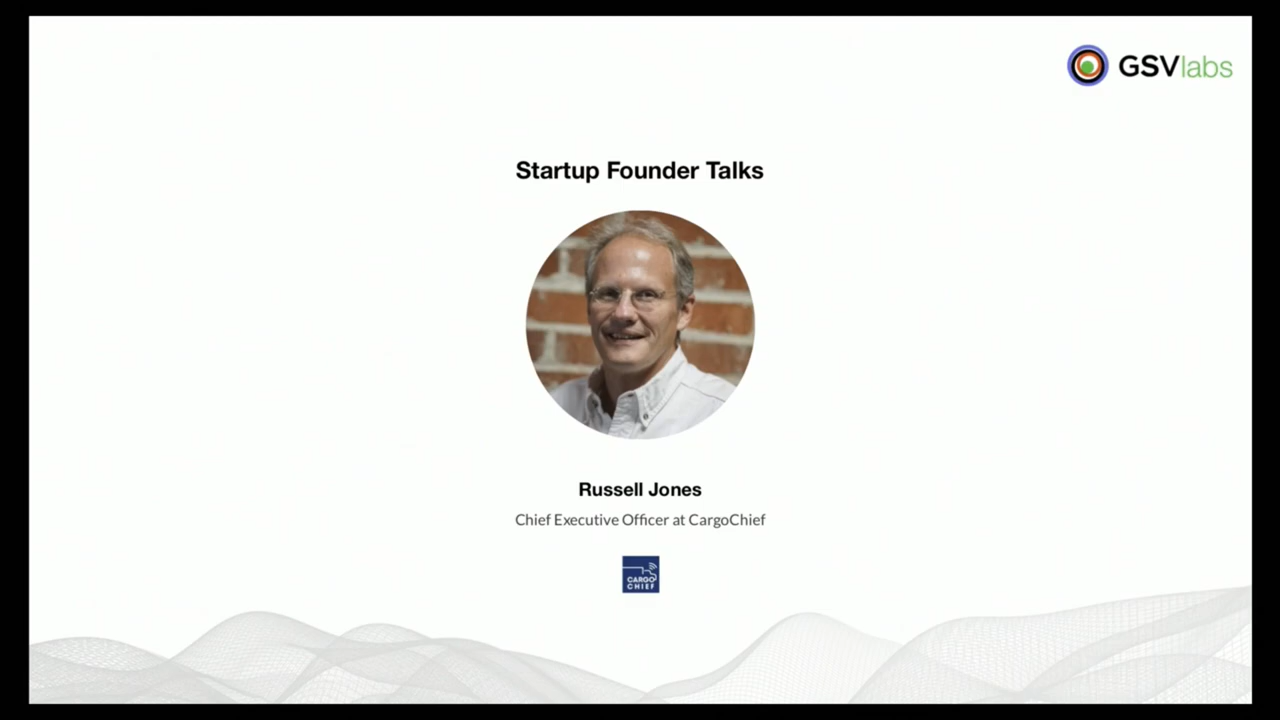 GSVlabs
Startup Founder Talks
Russell Jones
Chief Executive Officer at CargoChief
CARGO
CHIEF